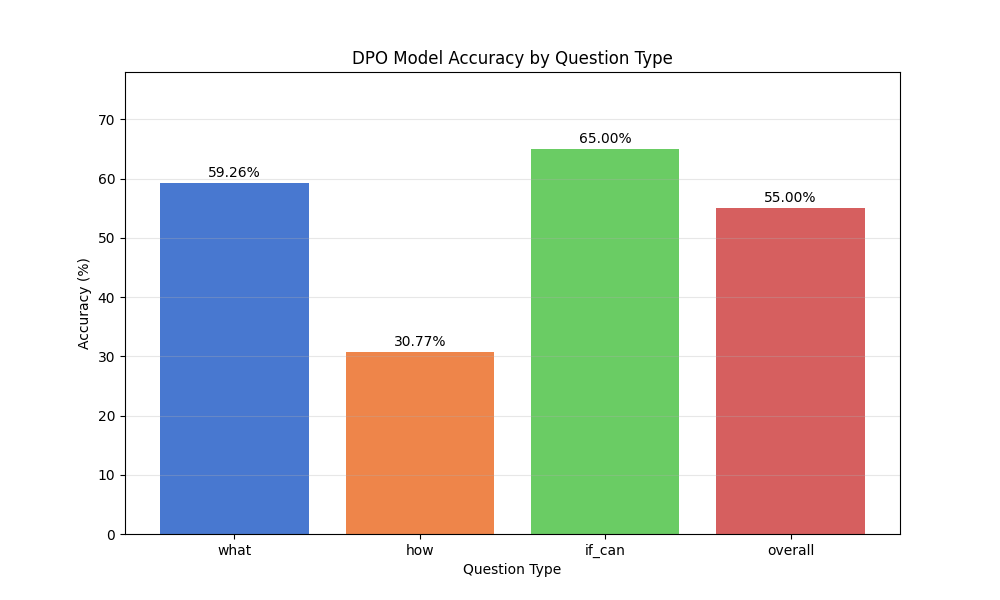 DPO Model Accuracy by Question Type
Accuracy (%)
70
60
50
40
30
20
10
0
59.26%
30.77%
65.00%
55.00%
what
how
if_can
overall
Question Type